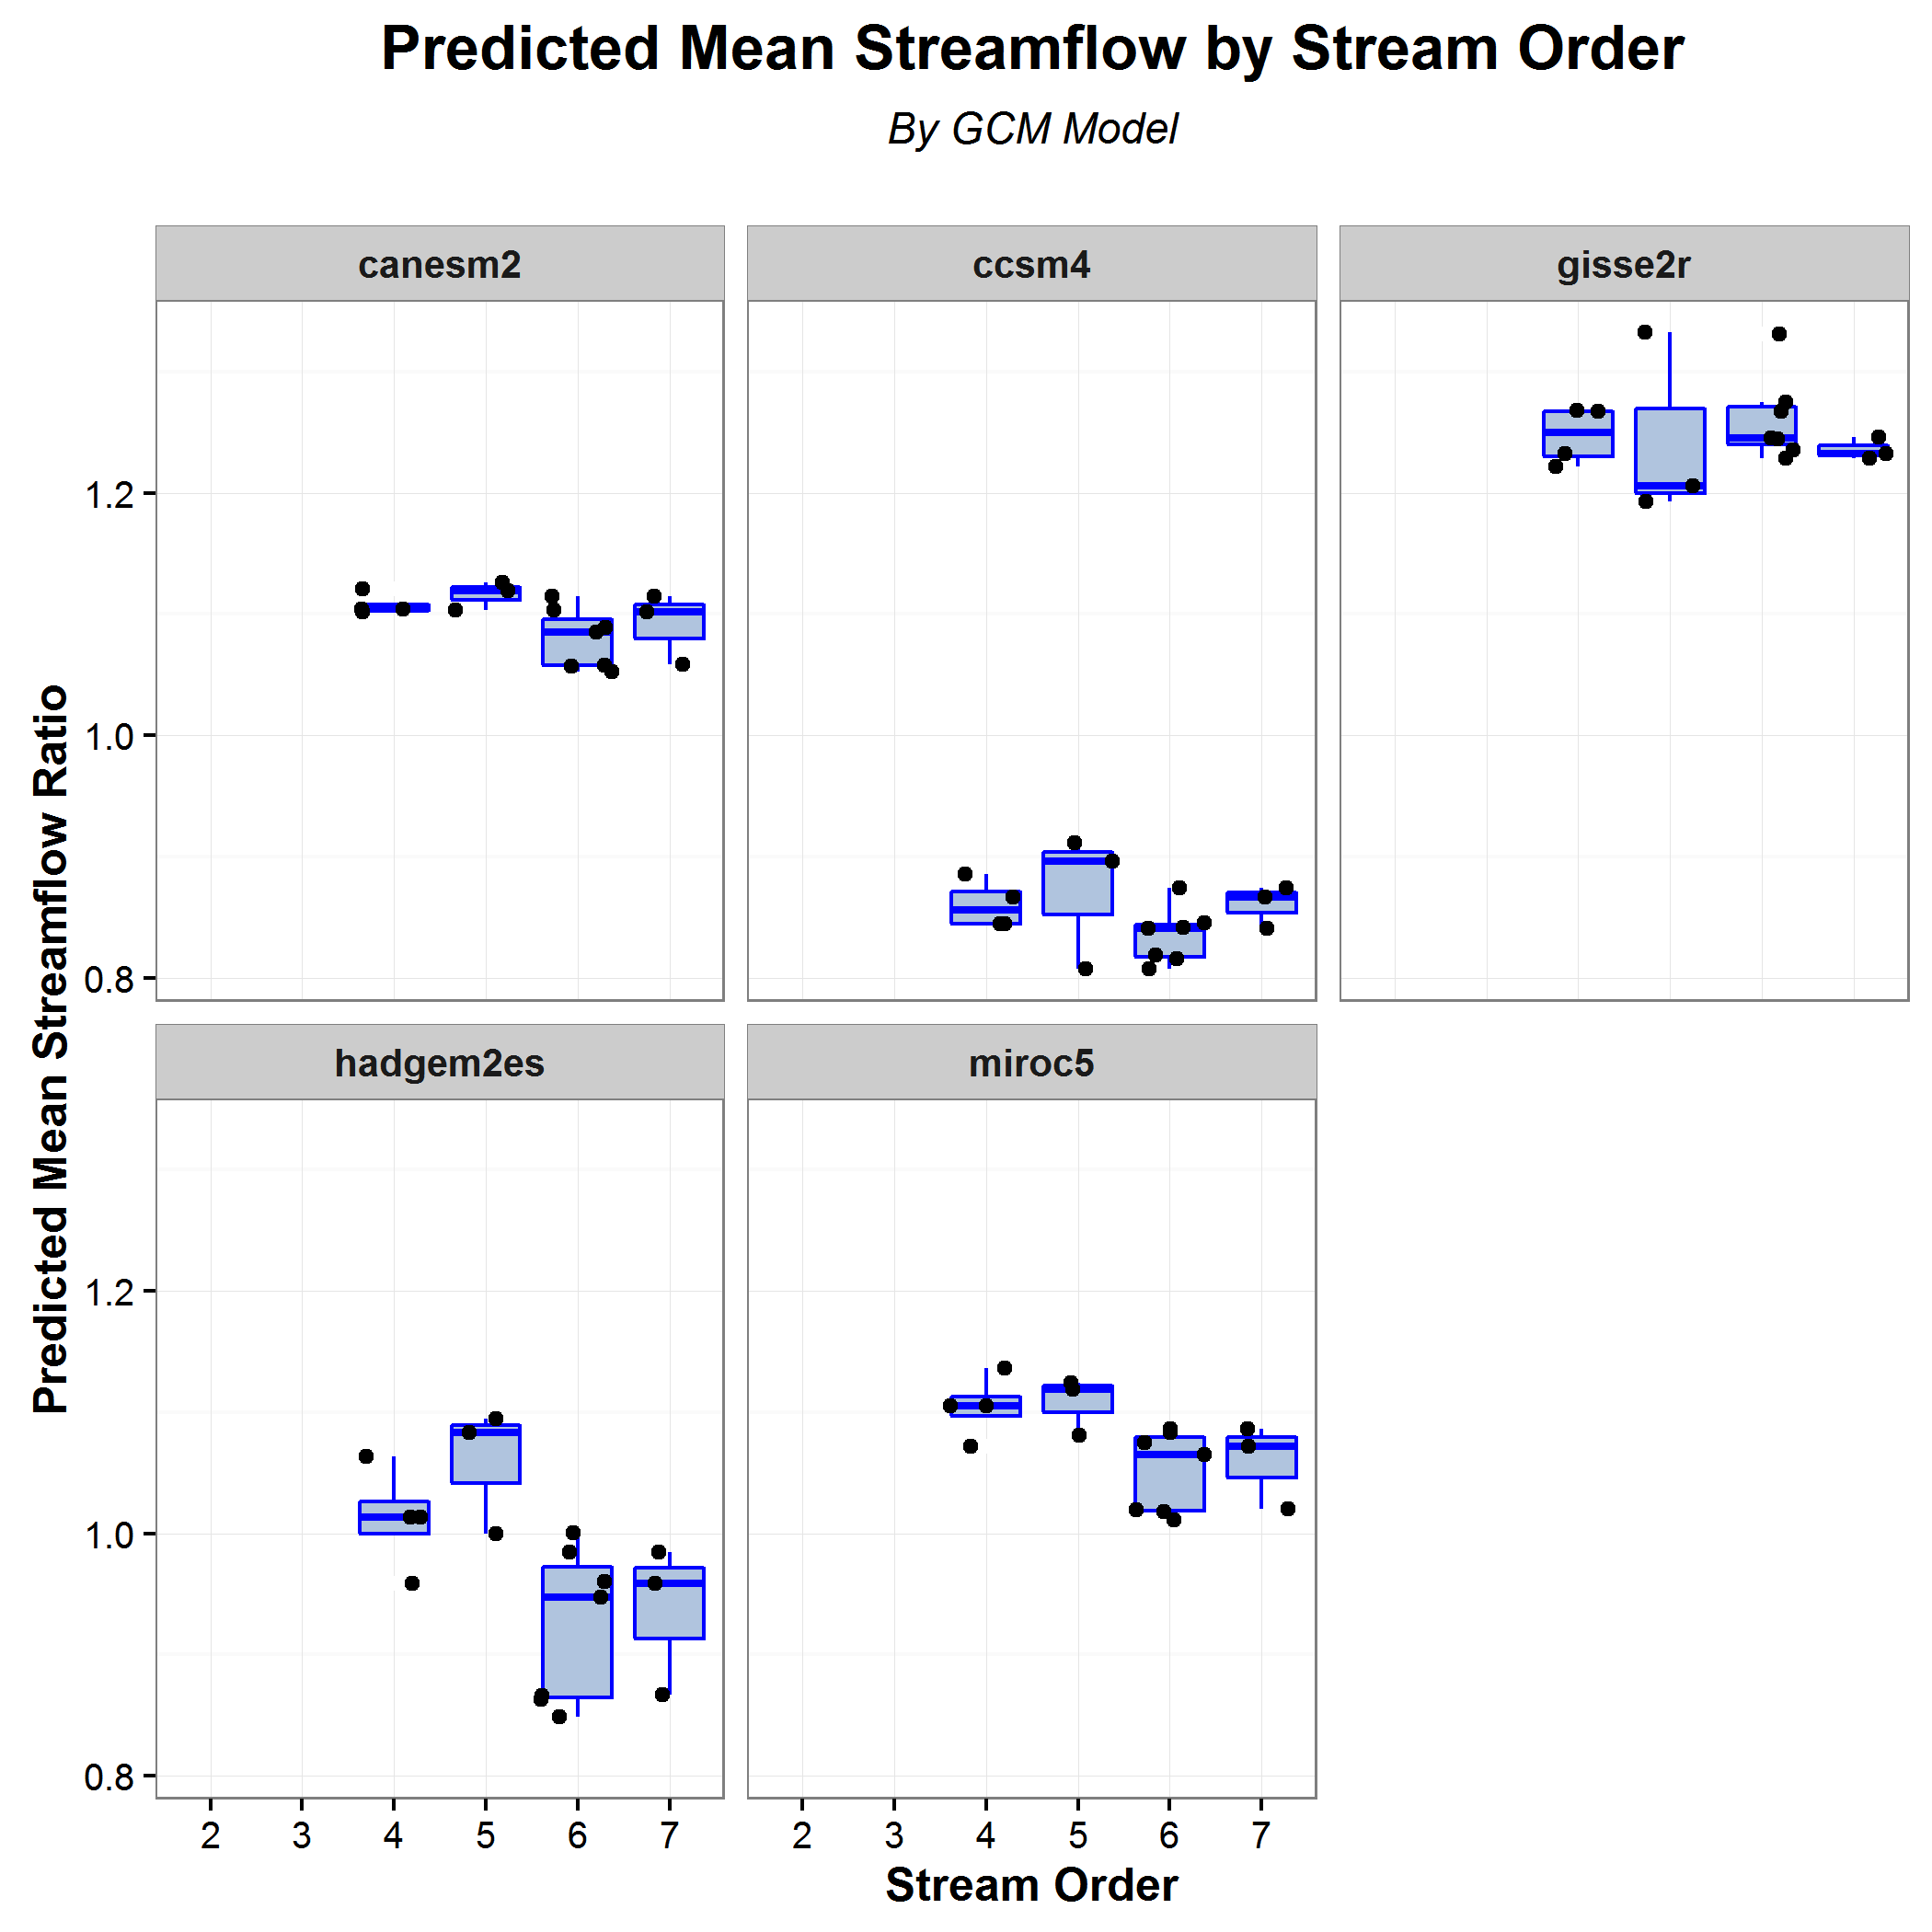 Predicted Mean Streamflow by Stream Order
By GCM Model
canesm2
ccsm4
gisse2r
1.2
1.0
0.8
hadgem2es
miroc5
1.2
1.0
0.8
2 3 4 5 6 7
2 3 4 5 6 7
Stream Order
Predicted Mean Streamflow Ratio